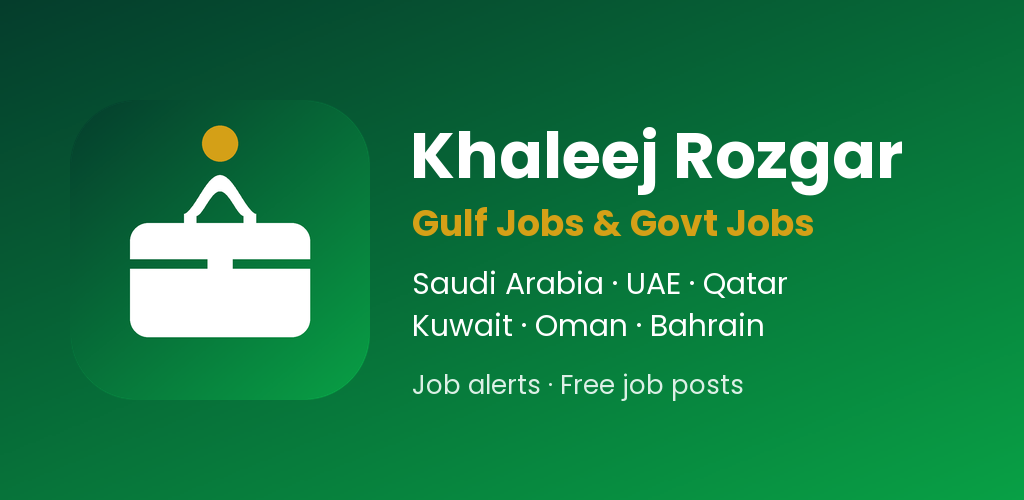 Khaleej Rozgar
Gulf Jobs & Govt Jobs
Saudi Arabia · UAE · Qatar
Kuwait · Oman · Bahrain
Job alerts · Free job posts